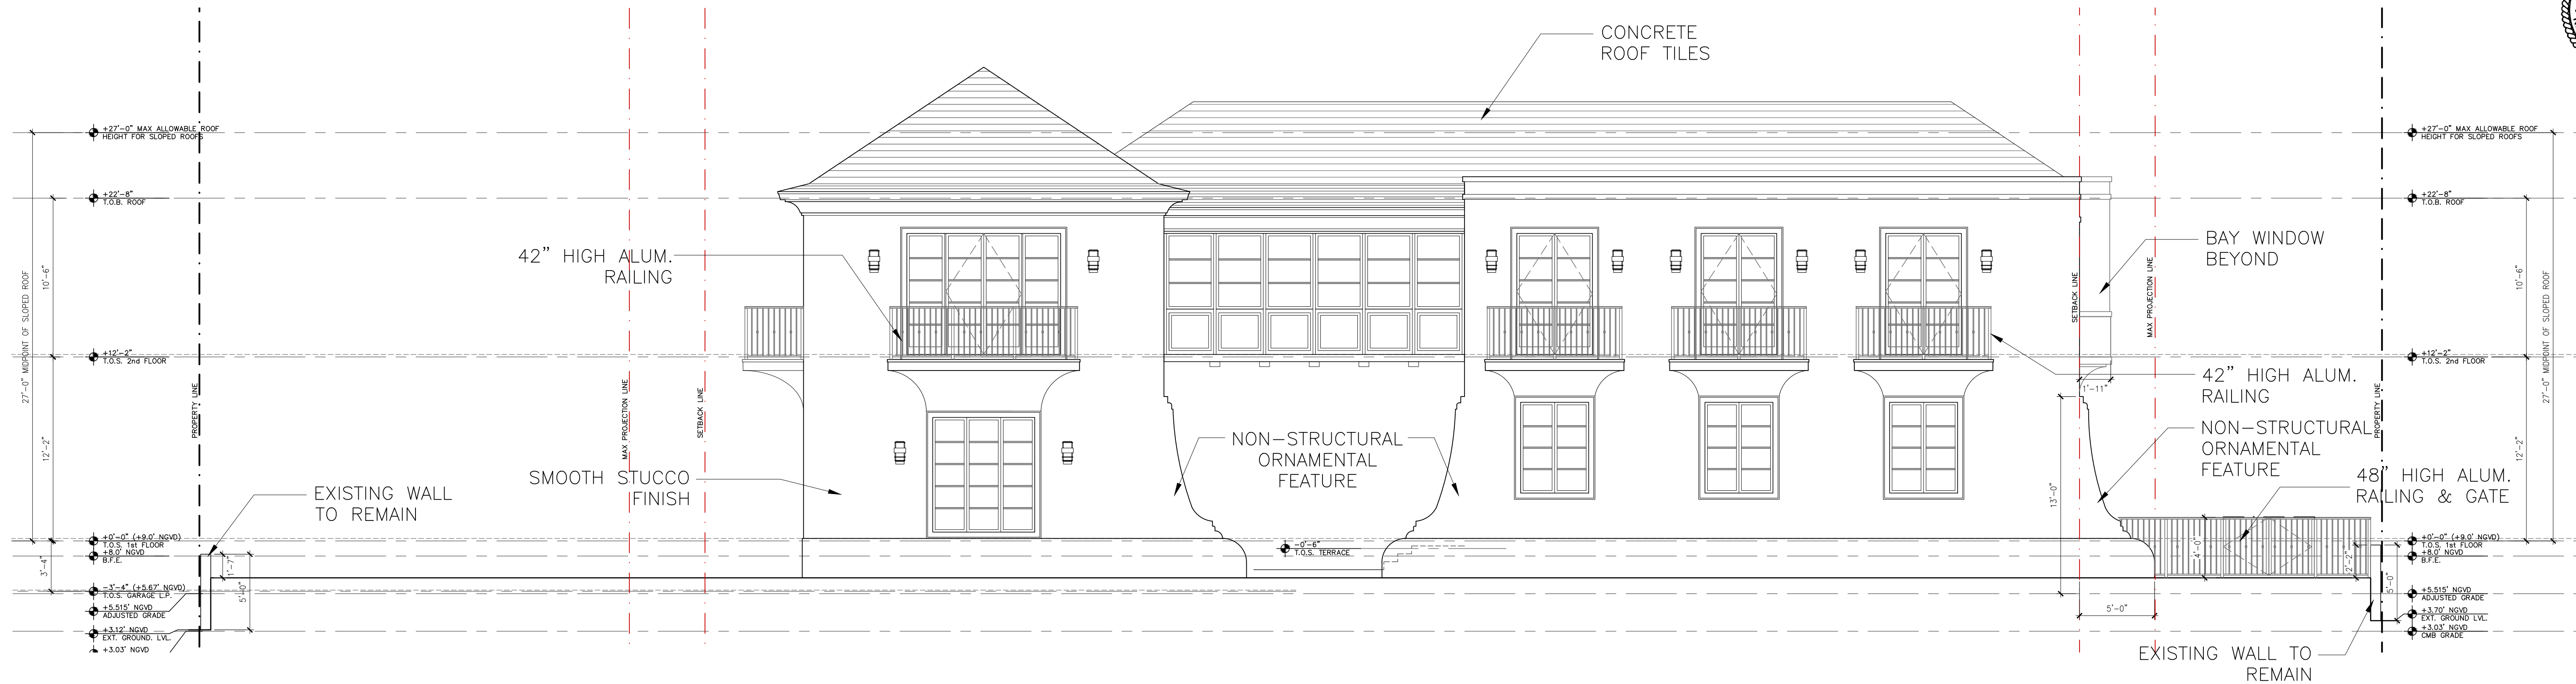 CONCRETE
ROOF TILES
+27'-0" MAX ALLOWABLE ROOF
HEIGHT FOR SLOPED ROOFS
+22'-8"
T.O.B. ROOF
10'-6"
27'-0" MIDPOINT OF SLOPED ROOF
+12'-2"
T.O.S. 2nd FLOOR
12'-2"
PROPERTY LINE
+0'-0" (+9.0' NGVD)
T.O.S. 1st FLOOR
+8.0' NGVD
B.F.E.
3'-4"
-3'-4" (+5.67' NGVD)
T.O.S. GARAGE L.P.
+5.515' NGVD
ADJUSTED GRADE
+3.12' NGVD
EXT. GROUND. LVL.
+3.03' NGVD
1'-7"
5'-0"
EXISTING WALL
TO REMAIN
MAX PROJECTION LINE
SETBACK LINE
42" HIGH ALUM.
RAILING
SMOOTH STUCCO
FINISH
NON-STRUCTURAL
ORNAMENTAL
FEATURE
-0'-6"
T.O.S. TERRACE
SETBACK LINE
MAX PROJECTION LINE
BAY WINDOW
BEYOND
1'-11"
42" HIGH ALUM.
RAILING
NON-STRUCTURAL
ORNAMENTAL
FEATURE
48" HIGH ALUM.
RAILING & GATE
13'-0"
4'-0"
2'-2"
5'-0"
5'-0"
EXISTING WALL TO
REMAIN
PROPERTY LINE
+27'-0" MAX ALLOWABLE ROOF
HEIGHT FOR SLOPED ROOFS
+22'-8"
T.O.B. ROOF
10'-6"
27'-0" MIDPOINT OF SLOPED ROOF
+12'-2"
T.O.S. 2nd FLOOR
12'-2"
+0'-0" (+9.0' NGVD)
T.O.S. 1st FLOOR
+8.0' NGVD
B.F.E.
+5.515' NGVD
ADJUSTED GRADE
+3.70' NGVD
EXT. GROUND LVL.
+3.03' NGVD
CMB GRADE